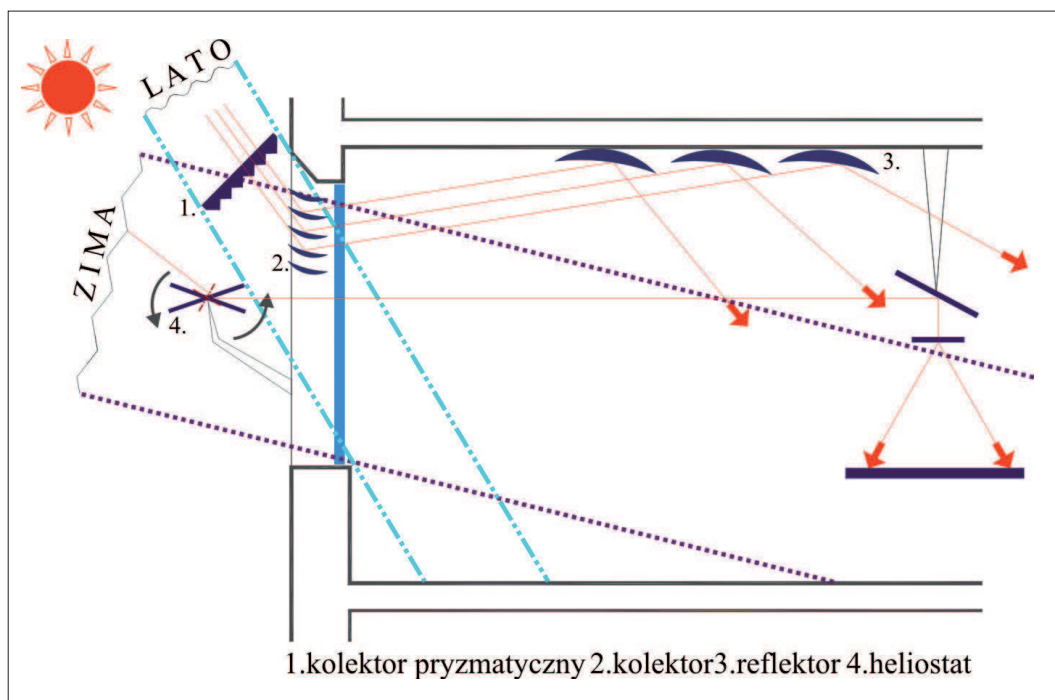 LATO
ZIMA
1.
2.
3.
4.
1.kolektor pryzmatyczny 2.kolektor3.reflektor 4.heliostat